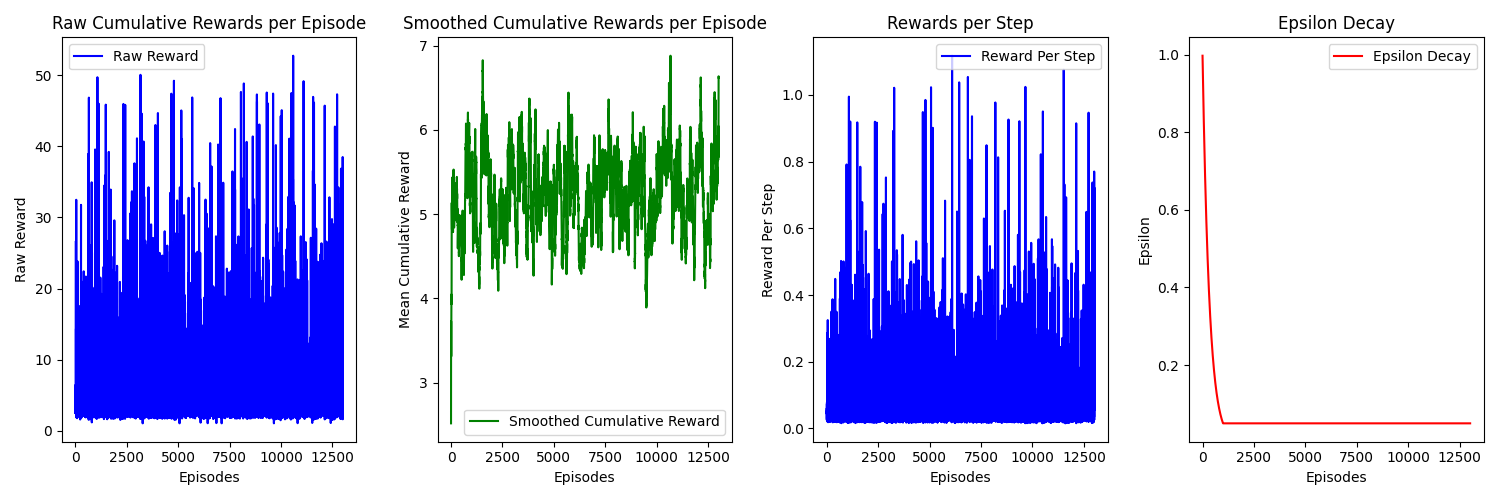 Raw Cumulative Rewards per Episode
Raw Reward
Raw Reward
50
40
30
20
10
0
0 2500 5000 7500 10000 12500
Episodes
Smoothed Cumulative Rewards per Episode
Mean Cumulative Reward
7
6
5
4
3
Smoothed Cumulative Reward
0 2500 5000 7500 10000 12500
Episodes
Rewards per Step
Reward Per Step
Reward Per Step
1.0
0.8
0.6
0.4
0.2
0.0
0 2500 5000 7500 10000 12500
Episodes
Epsilon Decay
Epsilon Decay
Epsilon
1.0
0.8
0.6
0.4
0.2
0 2500 5000 7500 10000 12500
Episodes